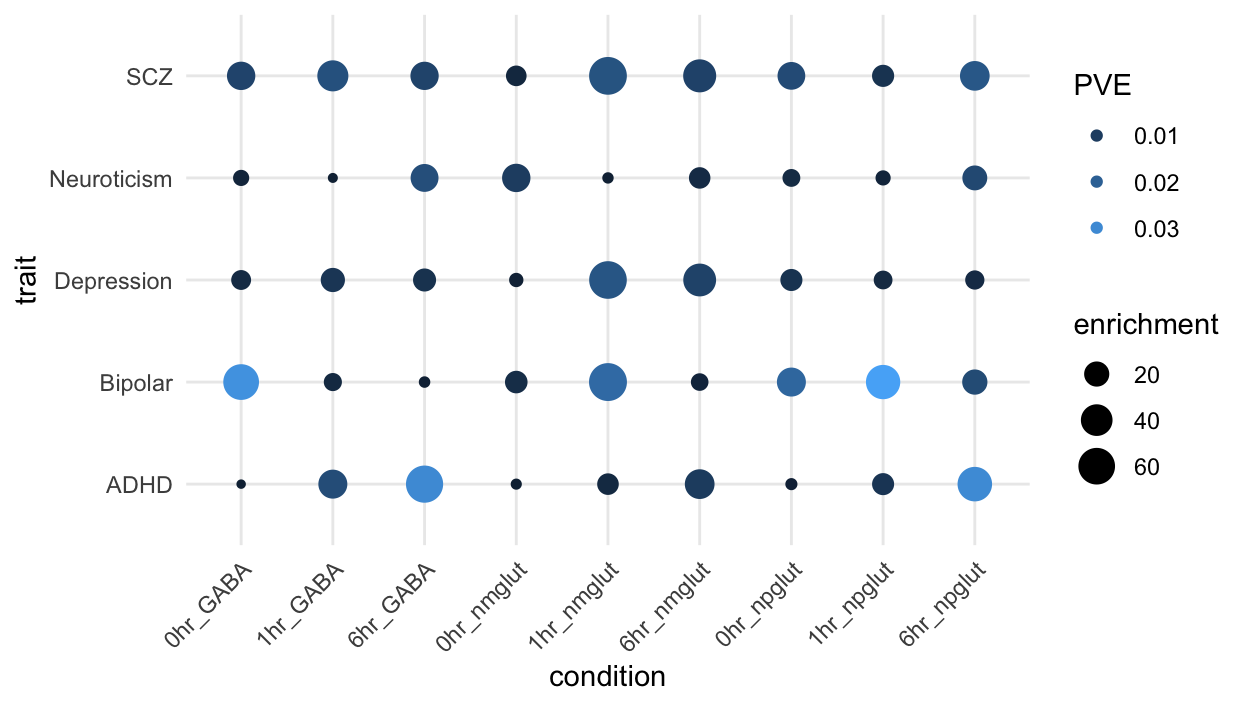 trait
SCZ
Neuroticism
Depression
Bipolar
ADHD
0hr_GABA
1hr_GABA
6hr_GABA
0hr_nmglut
1hr_nmglut
6hr_nmglut
0hr_npglut
1hr_npglut
6hr_npglut
condition
PVE
0.01
0.02
0.03
enrichment
20
40
60